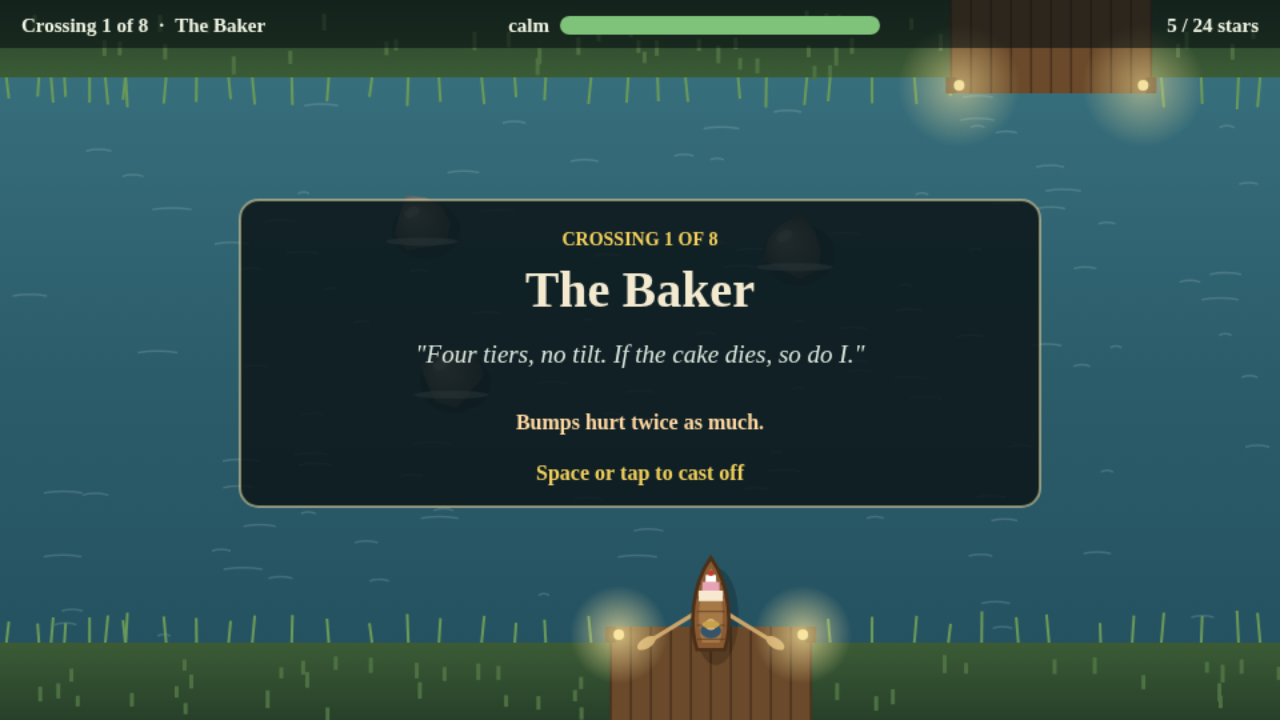 Crossing 1 of 8 · The Baker
calm
5 / 24 stars
CROSSING 1 OF 8
The Baker
"Four tiers, no tilt. If the cake dies, so do I."
Bumps hurt twice as much.
Space or tap to cast off